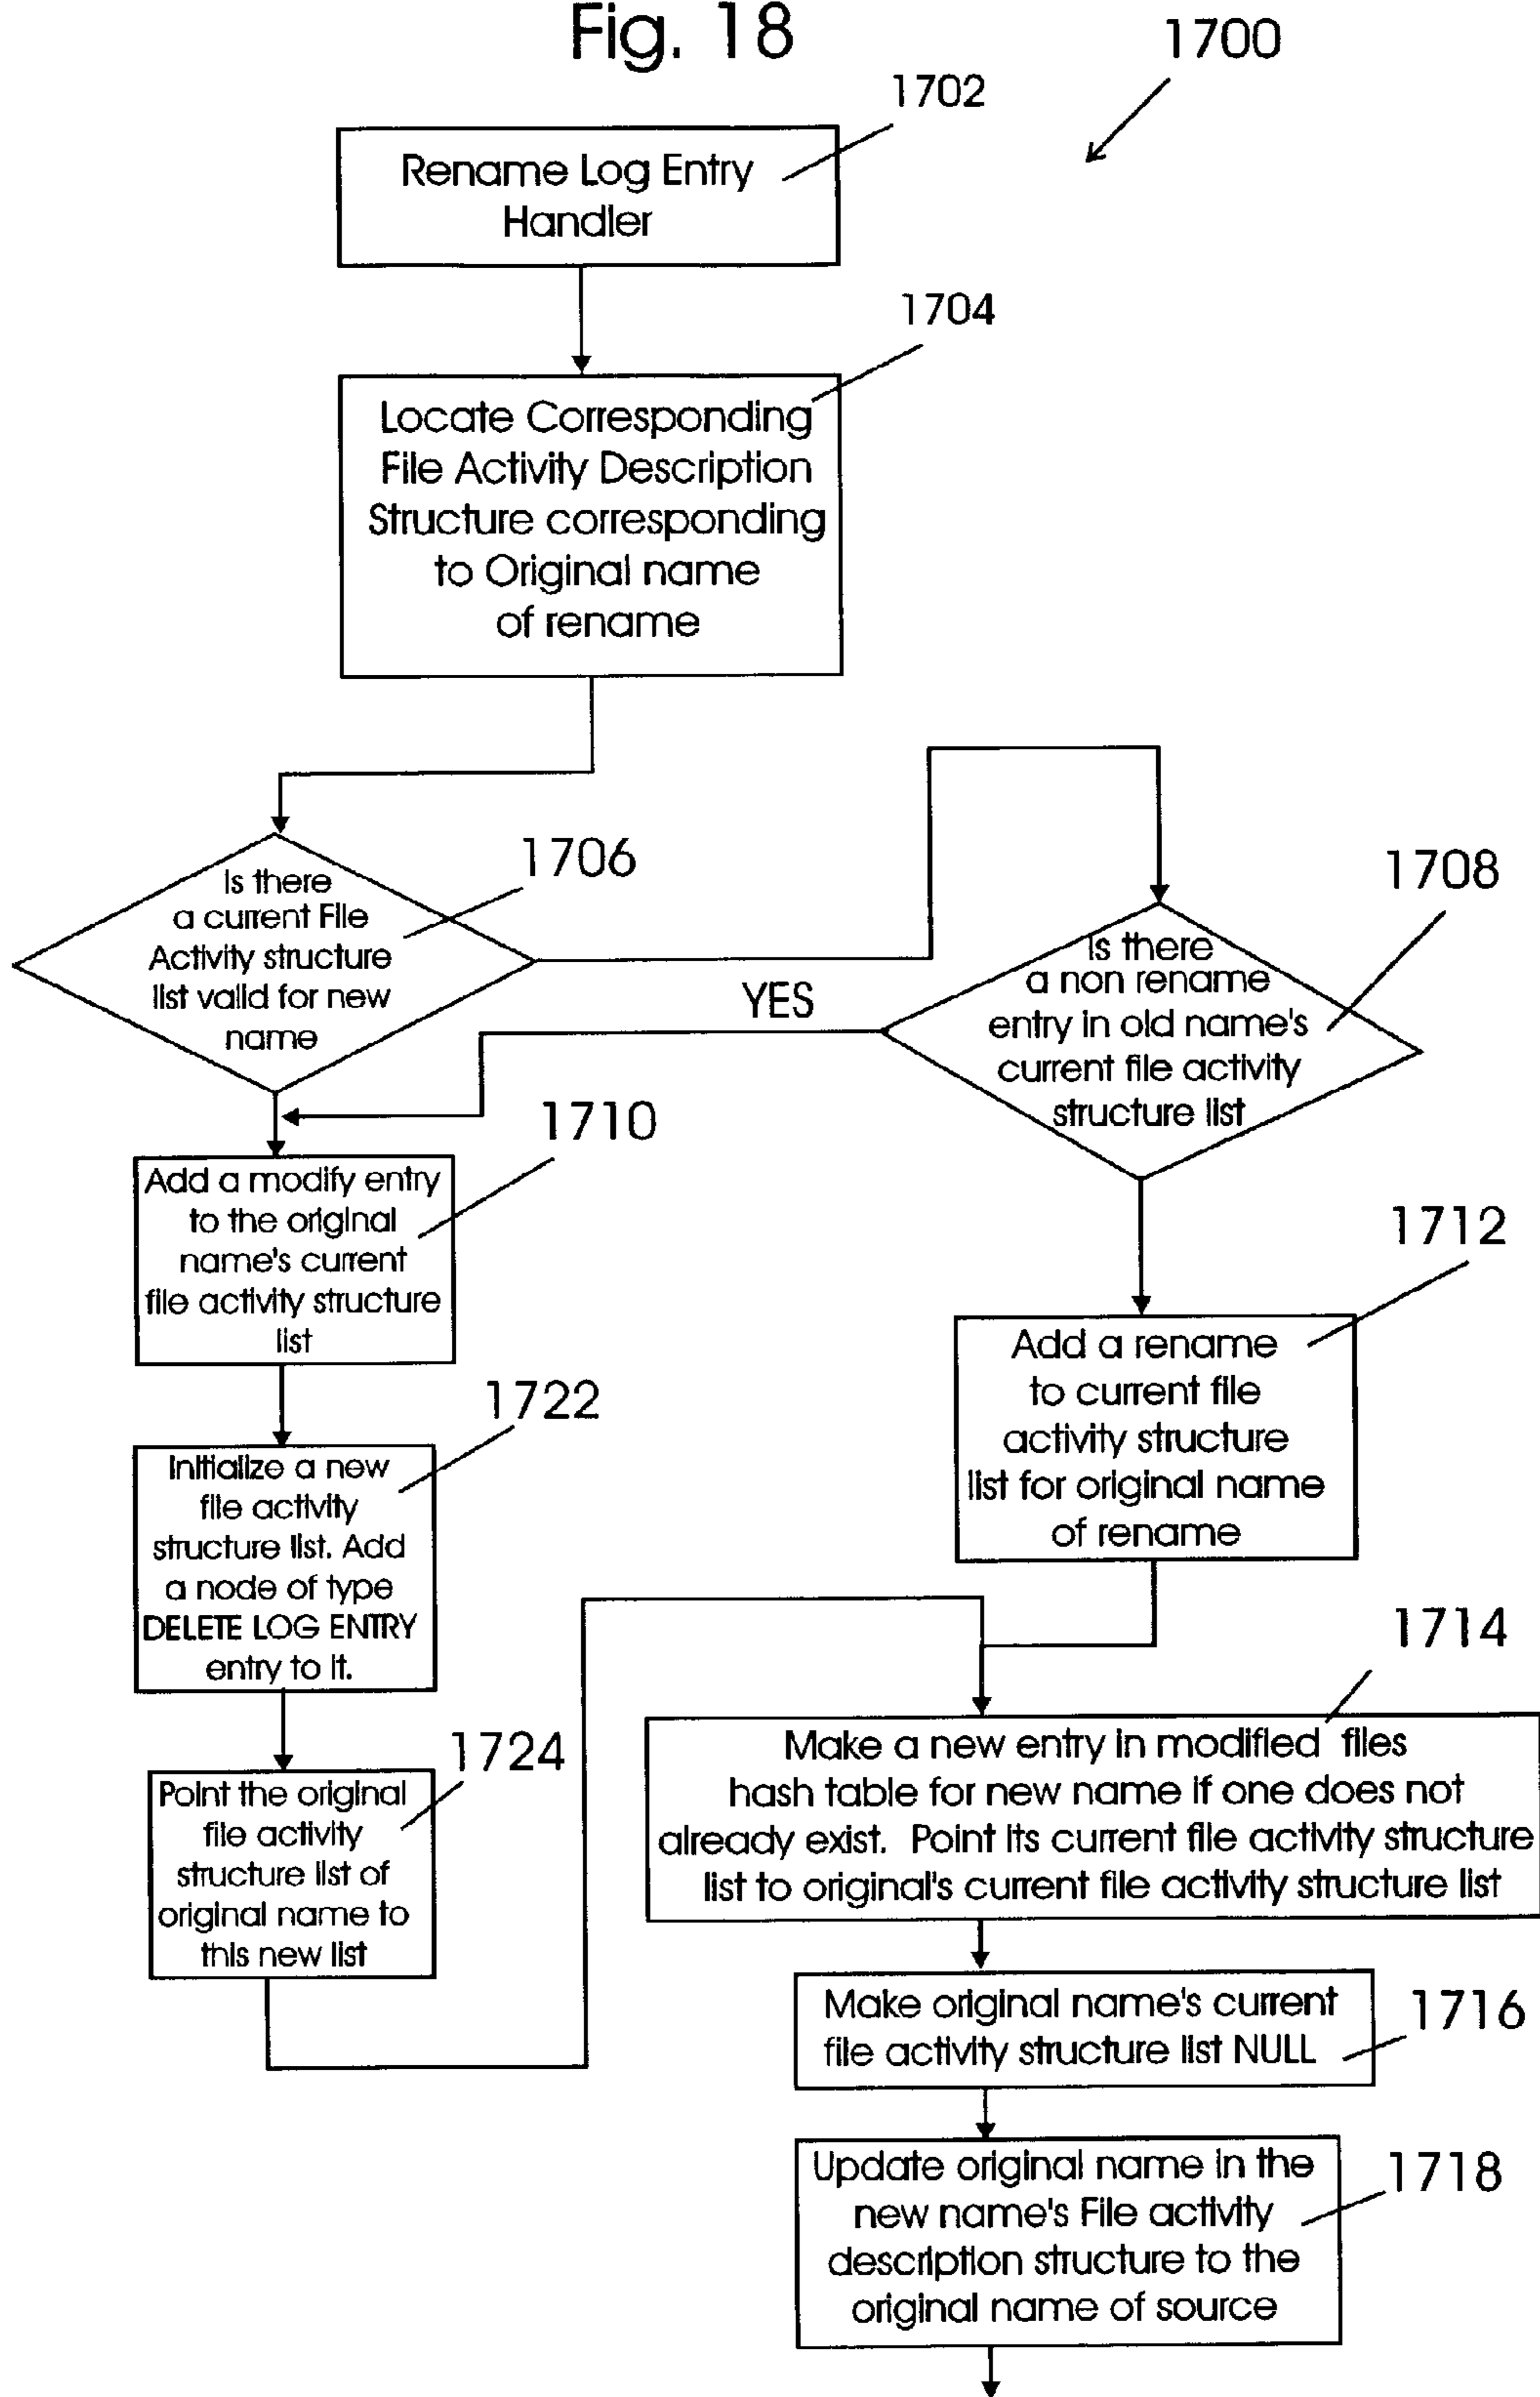 Fig. 18
1700
1702
Rename Log Entry
Handler
1704
Locate Corresponding
File Activity Description
Structure corresponding
to Original name
of rename
1706
Is there
a current File
Activity structure
list valid for new
name
1708
Is there
a non rename
entry in old name's
current file activity
structure list
YES
1710
Add a modify entry
to the original
name's current
file activity structure
list
1712
Add a rename
to current file
activity structure
list for original name
of rename
1722
Initialize a new
file activity
structure list. Add
a node of type
DELETE LOG ENTRY
entry to it.
1724
Point the original
file activity
structure list of
original name to
this new list
1714
Make a new entry in modified files
hash table for new name if one does not
already exist. Point its current file activity structure
list to original's current file activity structure list
1716
Make original name's current
file activity structure list NULL
1718
Update original name in the
new name's File activity
description structure to the
original name of source